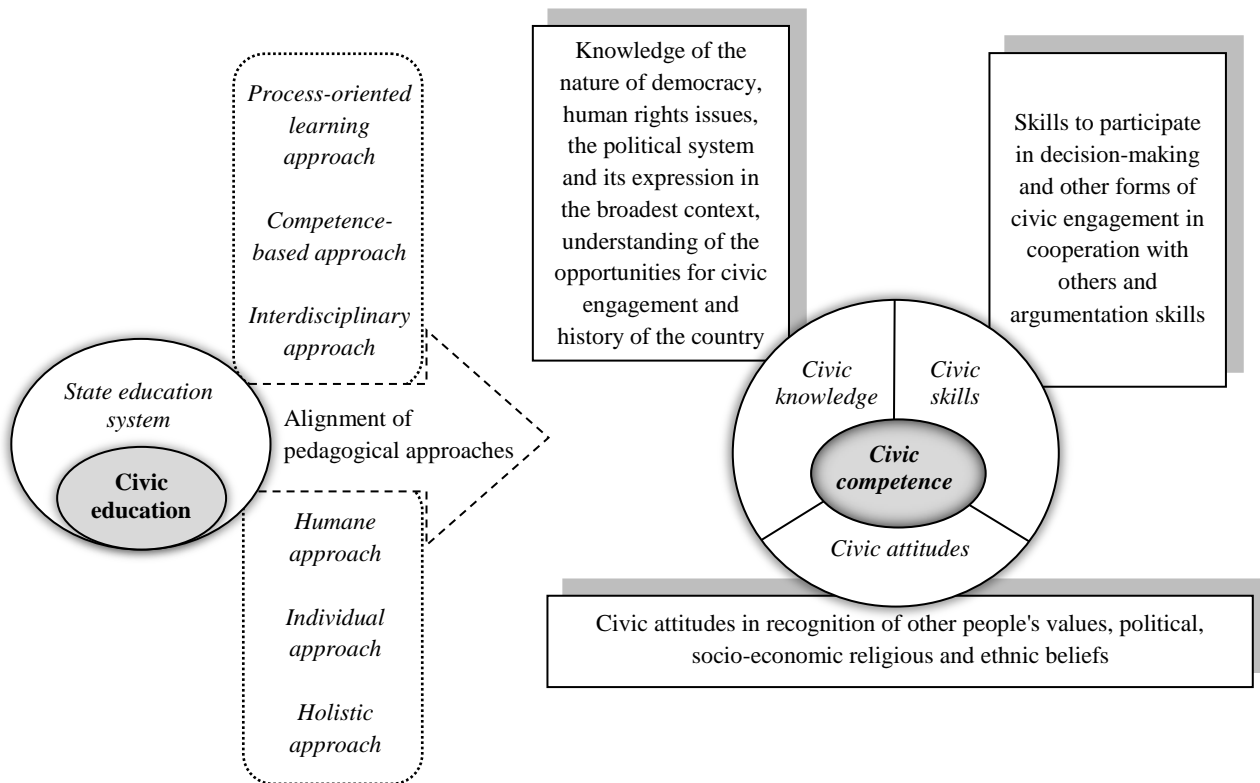 Process-oriented
learning
approach
Competence-
based approach
Interdisciplinary
approach
State education
system
Civic
education
Alignment of
pedagogical approaches
Humane
approach
Individual
approach
Holistic
approach
Knowledge of the
nature of democracy,
human rights issues,
the political system
and its expression in
the broadest context,
understanding of the
opportunities for civic
engagement and
history of the country
Skills to participate
in decision-making
and other forms of
civic engagement in
cooperation with
others and
argumentation skills
Civic
knowledge
Civic
skills
Civic
competence
Civic attitudes
Civic attitudes in recognition of other people's values, political,
socio-economic religious and ethnic beliefs